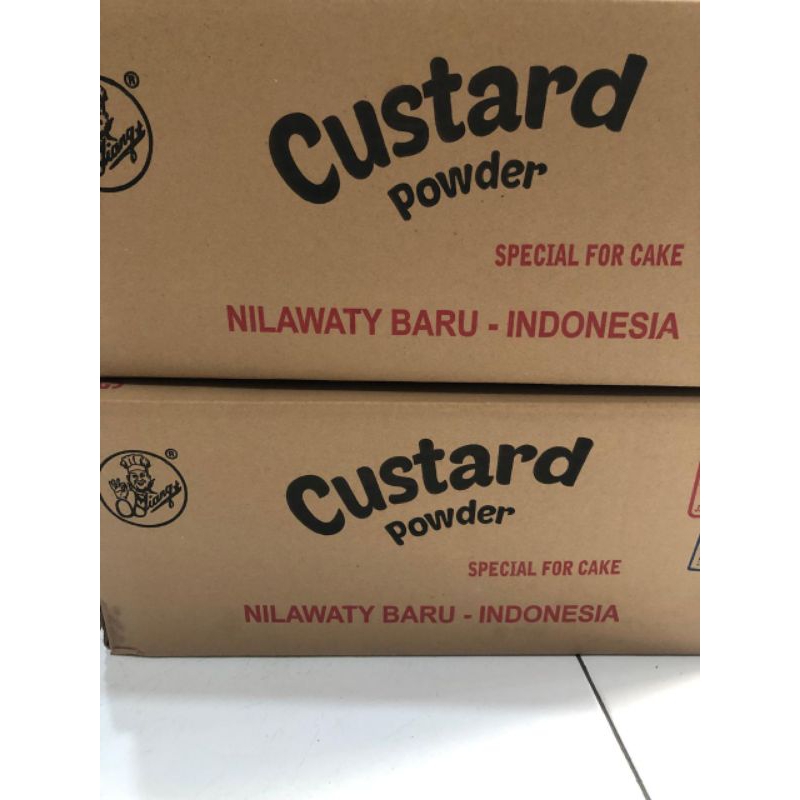 ®
Custard
powder
SPECIAL FOR CAKE
NILAWATY BARU - INDONESIA
®
Custard
powder
SPECIAL FOR CAKE
NILAWATY BARU - INDONESIA